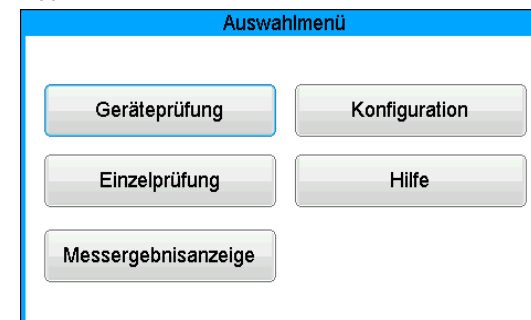 Auswahlmenü
Geräteprüfung
Konfiguration
Einzelprüfung
Hilfe
Messergebnisanzeige